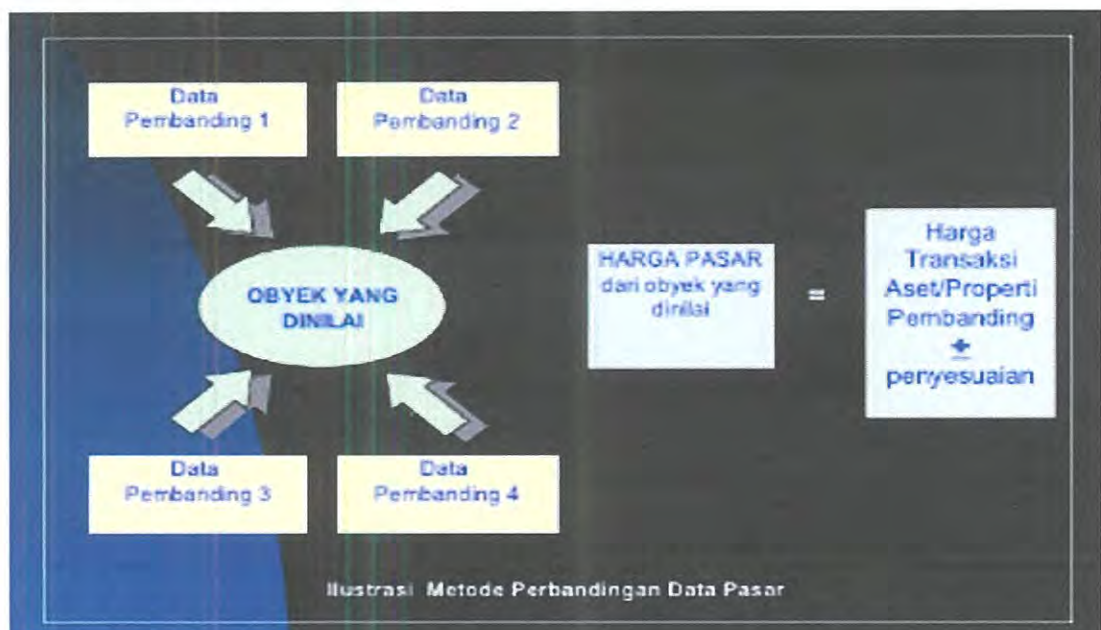 Data
Pembanding 1
Data
Pembanding 2
OBYEK YANG
DINILAI
Data
Pembanding 3
Data
Pembanding 4
HARGA PASAR
dari obyek yang
dinilai
=
Harga
Transaksi
Aset/Properti
Pembanding
±
penyesuaian
Ilustrasi Metode Perbandingan Data Pasar